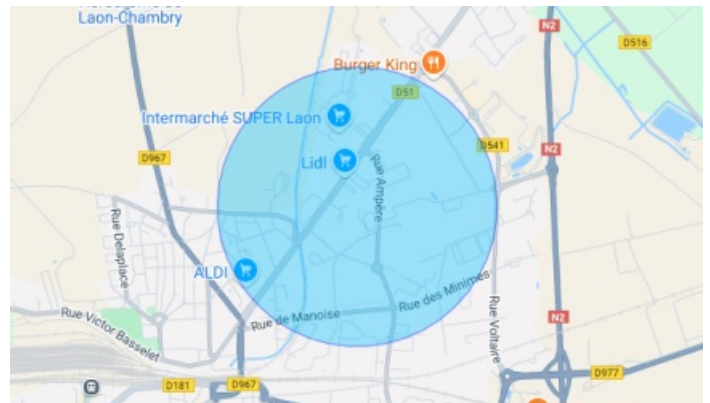 Laon-Chambry
N2
D516
Burger King
D51
Intermarché SUPER Laon
D541
N2
D967
Lidl
Rue Ampère
Rue Delaplace
ALDI
Rue des Minimes
Rue de Manoise
Rue Voltaire
N2
Rue Victor Basselet
D977
D181
D967